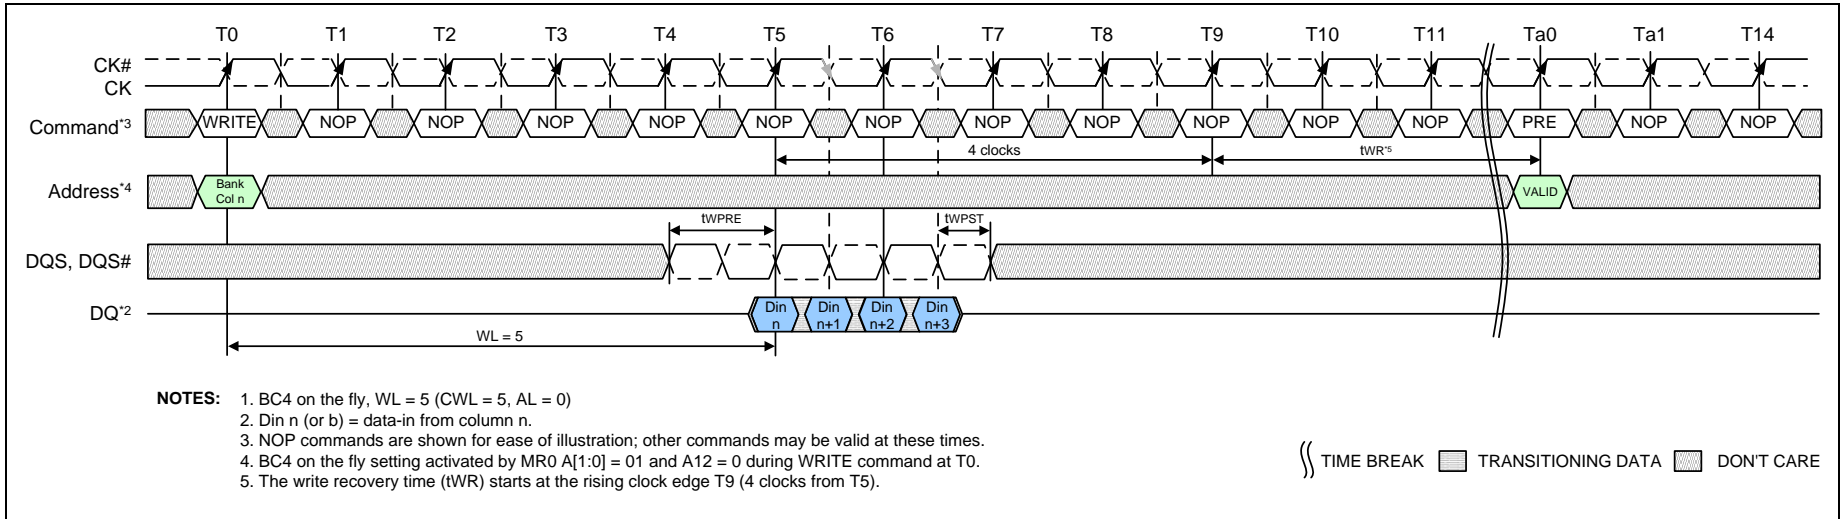 T0 T1 T2 T3 T4 T5 T6 T7 T8 T9 T10 T11 Ta0 Ta1 T14
CK#
CK
Command*3 WRITE NOP NOP NOP NOP NOP NOP NOP NOP NOP NOP NOP PRE NOP NOP
4 clocks tWR*5
Address*4 Bank Col n VALID
tWPRE tWPST
DQS, DQS#
DQ*2 Din n Din n+1 Din n+2 Din n+3
WL = 5
NOTES: 1. BC4 on the fly, WL = 5 (CWL = 5, AL = 0)
2. Din n (or b) = data-in from column n.
3. NOP commands are shown for ease of illustration; other commands may be valid at these times.
4. BC4 on the fly setting activated by MR0 A[1:0] = 01 and A12 = 0 during WRITE command at T0.
5. The write recovery time (tWR) starts at the rising clock edge T9 (4 clocks from T5).
TIME BREAK TRANSITIONING DATA DON'T CARE